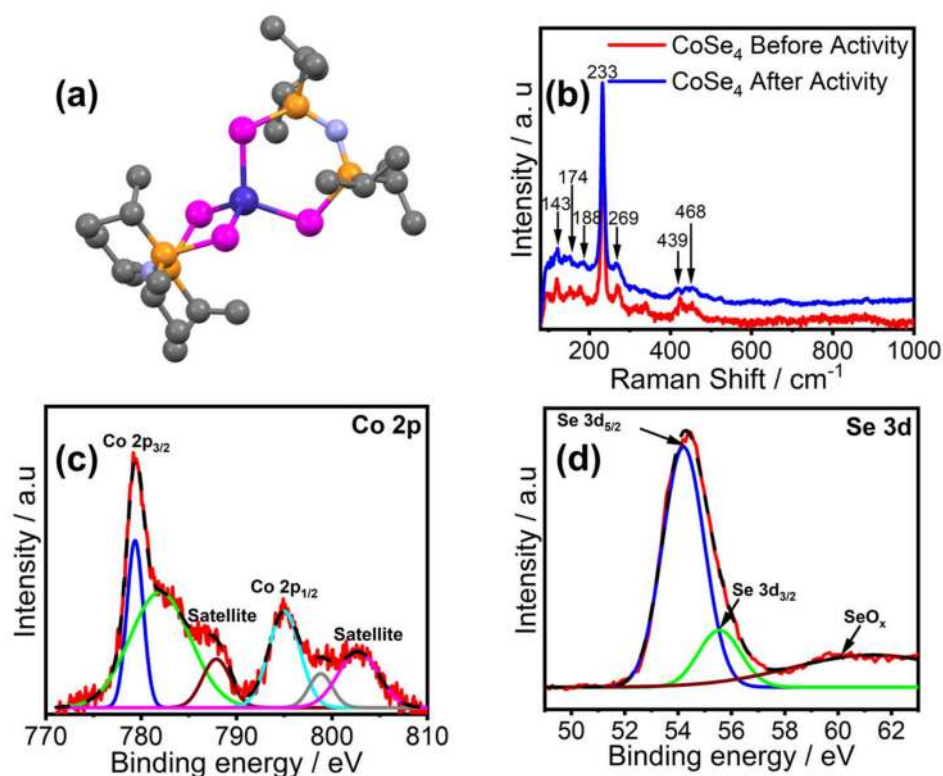 (a)
(b)
CoSe₄ Before Activity
CoSe₄ After Activity
233
143
174
188
269
439
468
Intensity / a. u
200 400 600 800 1000
Raman Shift / cm⁻¹
(c)
Co 2p
Co 2p₃/₂
Satellite
Co 2p₁/₂
Satellite
Intensity / a.u
770 780 790 800 810
Binding energy / eV
(d)
Se 3d
Se 3d₅/₂
Se 3d₃/₂
SeOₓ
Intensity / a.u
50 52 54 56 58 60 62
Binding energy / eV